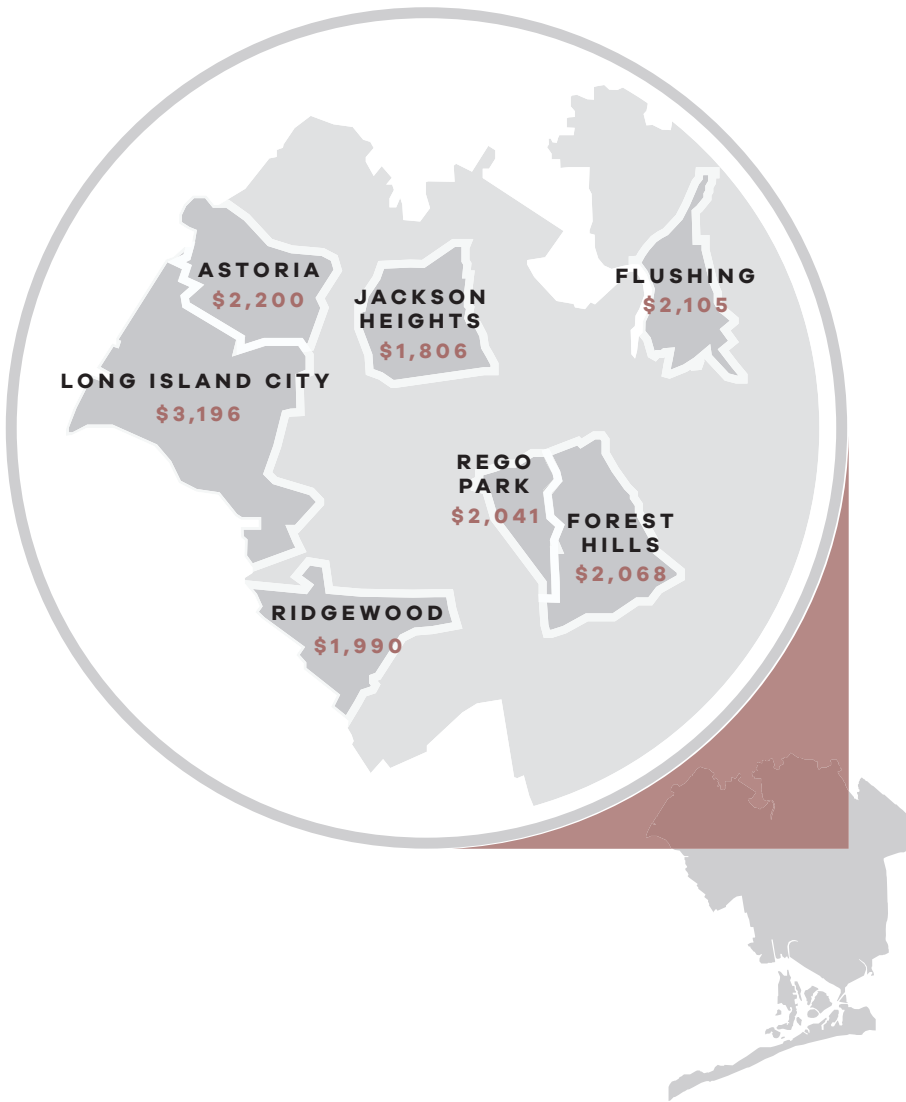 ASTORIA
$2,200
FLUSHING
$2,105
JACKSON
HEIGHTS
$1,806
LONG ISLAND CITY
$3,196
REGO
PARK
$2,041
FOREST
HILLS
$2,068
RIDGEWOOD
$1,990